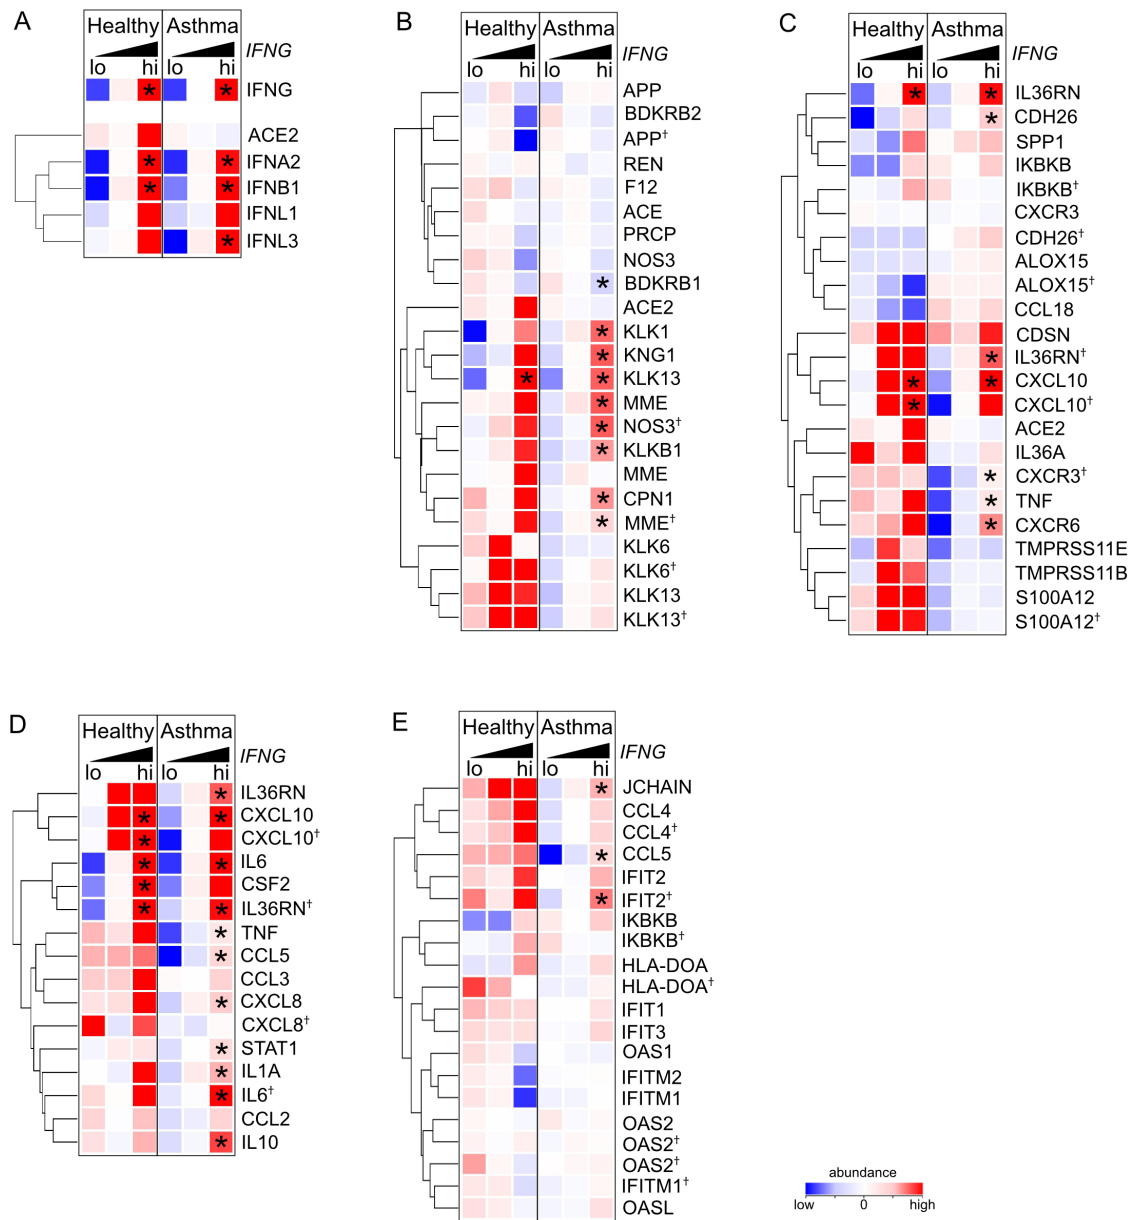 A
Healthy Asthma
IFNG
lo hi lo hi
IFNG
ACE2
IFNA2
IFNB1
IFNL1
IFNL3
B
Healthy Asthma
IFNG
lo hi lo hi
APP
BDKRB2
APP†
REN
F12
ACE
PRCP
NOS3
BDKRB1
ACE2
KLK1
KNG1
KLK13
MME
NOS3†
KLKB1
MME
CPN1
MME†
KLK6
KLK6†
KLK13
KLK13†
C
Healthy Asthma
IFNG
lo hi lo hi
IL36RN
CDH26
SPP1
IKBKB
IKBKB†
CXCR3
CDH26†
ALOX15
ALOX15†
CCL18
CDSN
IL36RN†
CXCL10
CXCL10†
ACE2
IL36A
CXCR3†
TNF
CXCR6
TMPRSS11E
TMPRSS11B
S100A12
S100A12†
D
Healthy Asthma
IFNG
lo hi lo hi
IL36RN
CXCL10
CXCL10†
IL6
CSF2
IL36RN†
TNF
CCL5
CCL3
CXCL8
CXCL8†
STAT1
IL1A
IL6†
CCL2
IL10
E
Healthy Asthma
IFNG
lo hi lo hi
JCHAIN
CCL4
CCL4†
CCL5
IFIT2
IFIT2†
IKBKB
IKBKB†
HLA-DOA
HLA-DOA†
IFIT1
IFIT3
OAS1
IFITM2
IFITM1
OAS2
OAS2†
OAS2†
IFITM1†
OASL
abundance
low 0 high